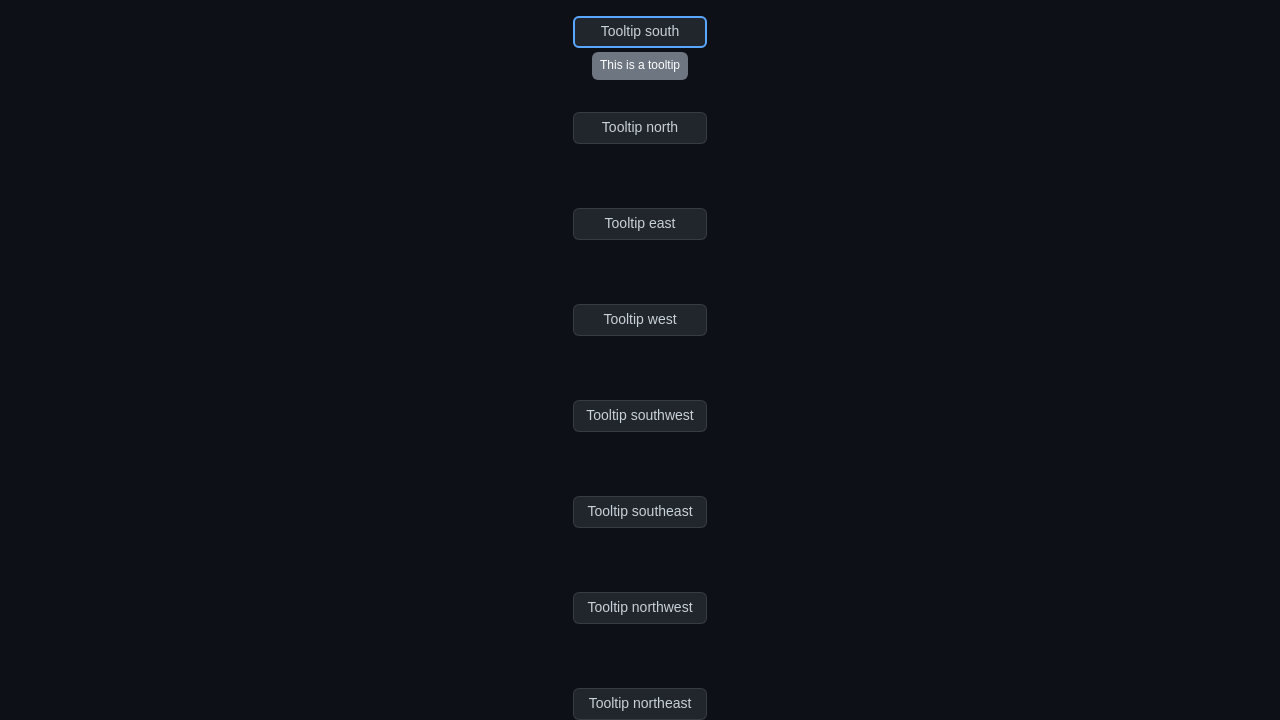 Tooltip south
This is a tooltip
Tooltip north
Tooltip east
Tooltip west
Tooltip southwest
Tooltip southeast
Tooltip northwest
Tooltip northeast